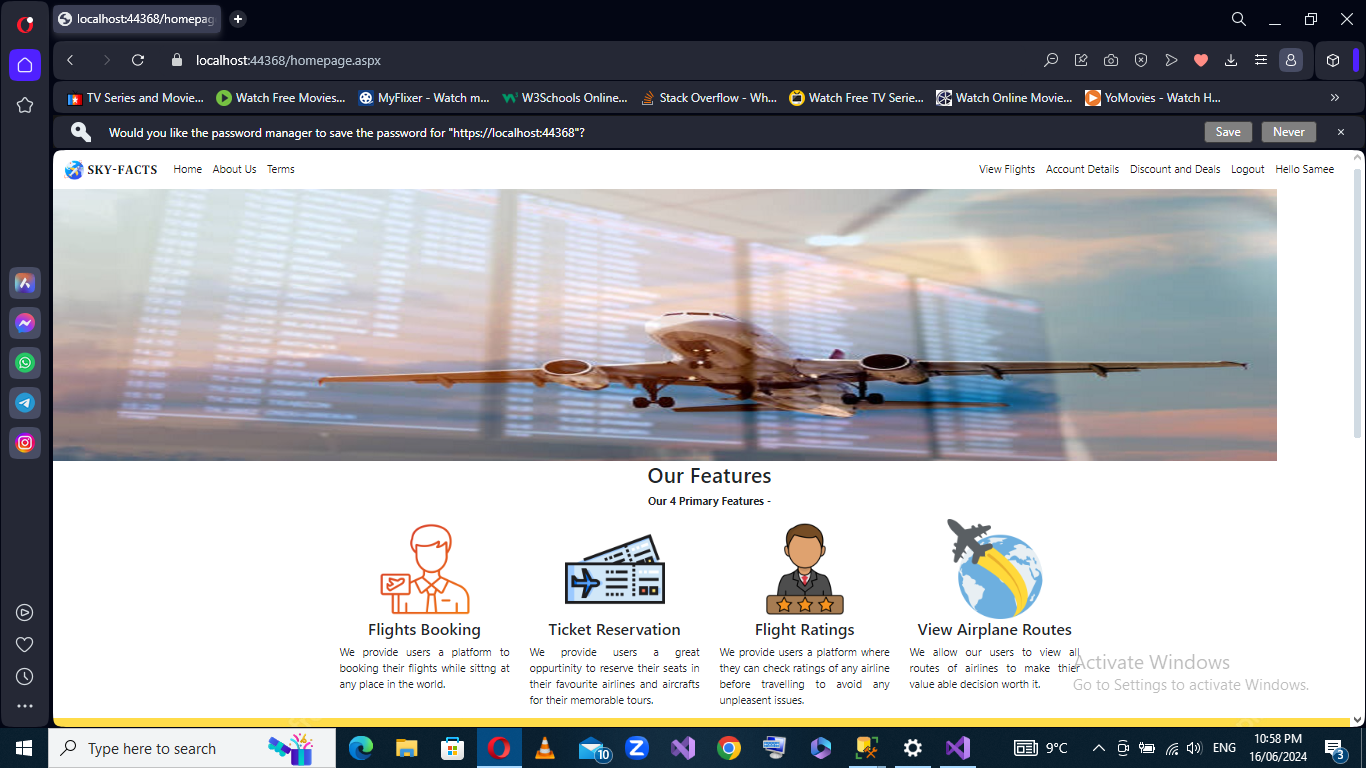 localhost:44368/homepag
localhost:44368/homepage.aspx
TV Series and Movie...
Watch Free Movies...
MyFlixer - Watch m...
W3Schools Online...
Stack Overflow - Wh...
Watch Free TV Serie...
Watch Online Movie...
YoMovies - Watch H...
Would you like the password manager to save the password for "https://localhost:44368"?
Save
Never
SKY-FACTS
Home
About Us
Terms
View Flights
Account Details
Discount and Deals
Logout
Hello Samee
Our Features
Our 4 Primary Features -
Flights Booking
We provide users a platform to
booking their flights while sittng at
any place in the world.
Ticket Reservation
We provide users a great
oppurtinity to reserve their seats in
their favourite airlines and aircrafts
for their memorable tours.
Flight Ratings
We provide users a platform where
they can check ratings of any airline
before travelling to avoid any
unpleasent issues.
View Airplane Routes
We allow our users to view all
routes of airlines to make thier
value able decision worth it.
Activate Windows
Go to Settings to activate Windows.
Type here to search
10
9°C
ENG
10:58 PM
16/06/2024
3